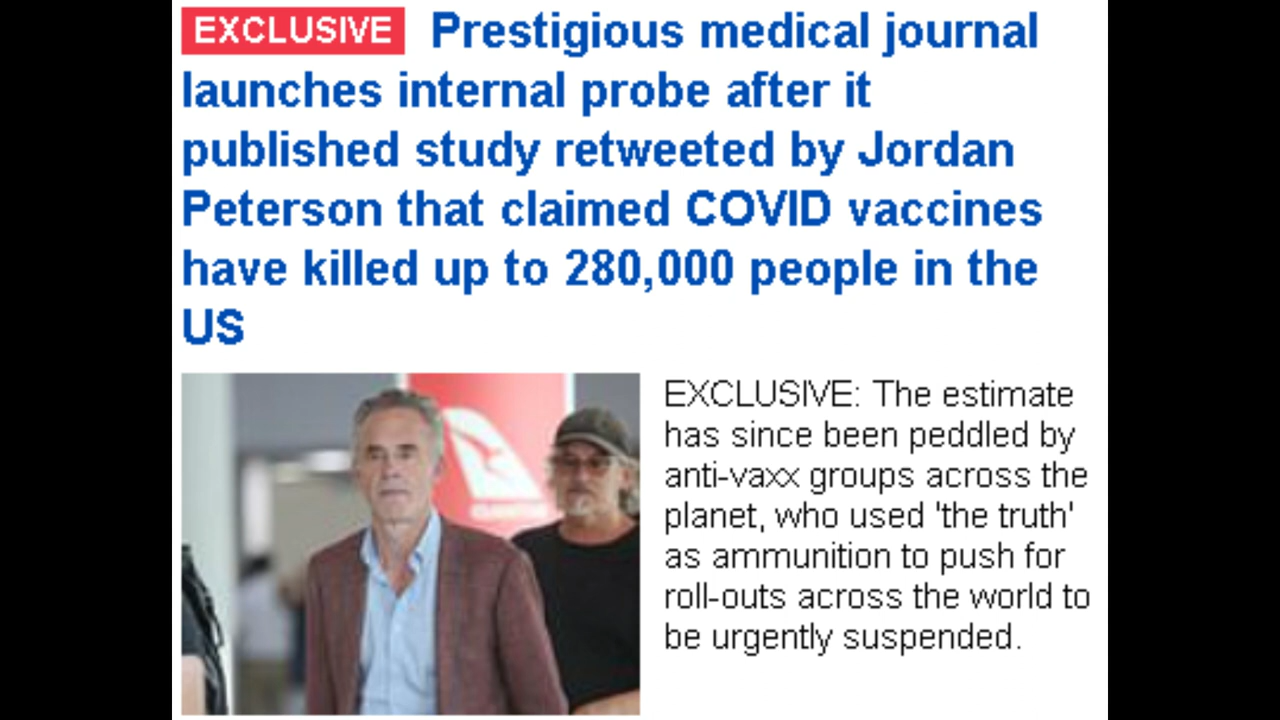 EXCLUSIVE Prestigious medical journal
launches internal probe after it
published study retweeted by Jordan
Peterson that claimed COVID vaccines
have killed up to 280,000 people in the
US
EXCLUSIVE: The estimate
has since been peddled by
anti-vaxx groups across the
planet, who used 'the truth'
as ammunition to push for
roll-outs across the world to
be urgently suspended.